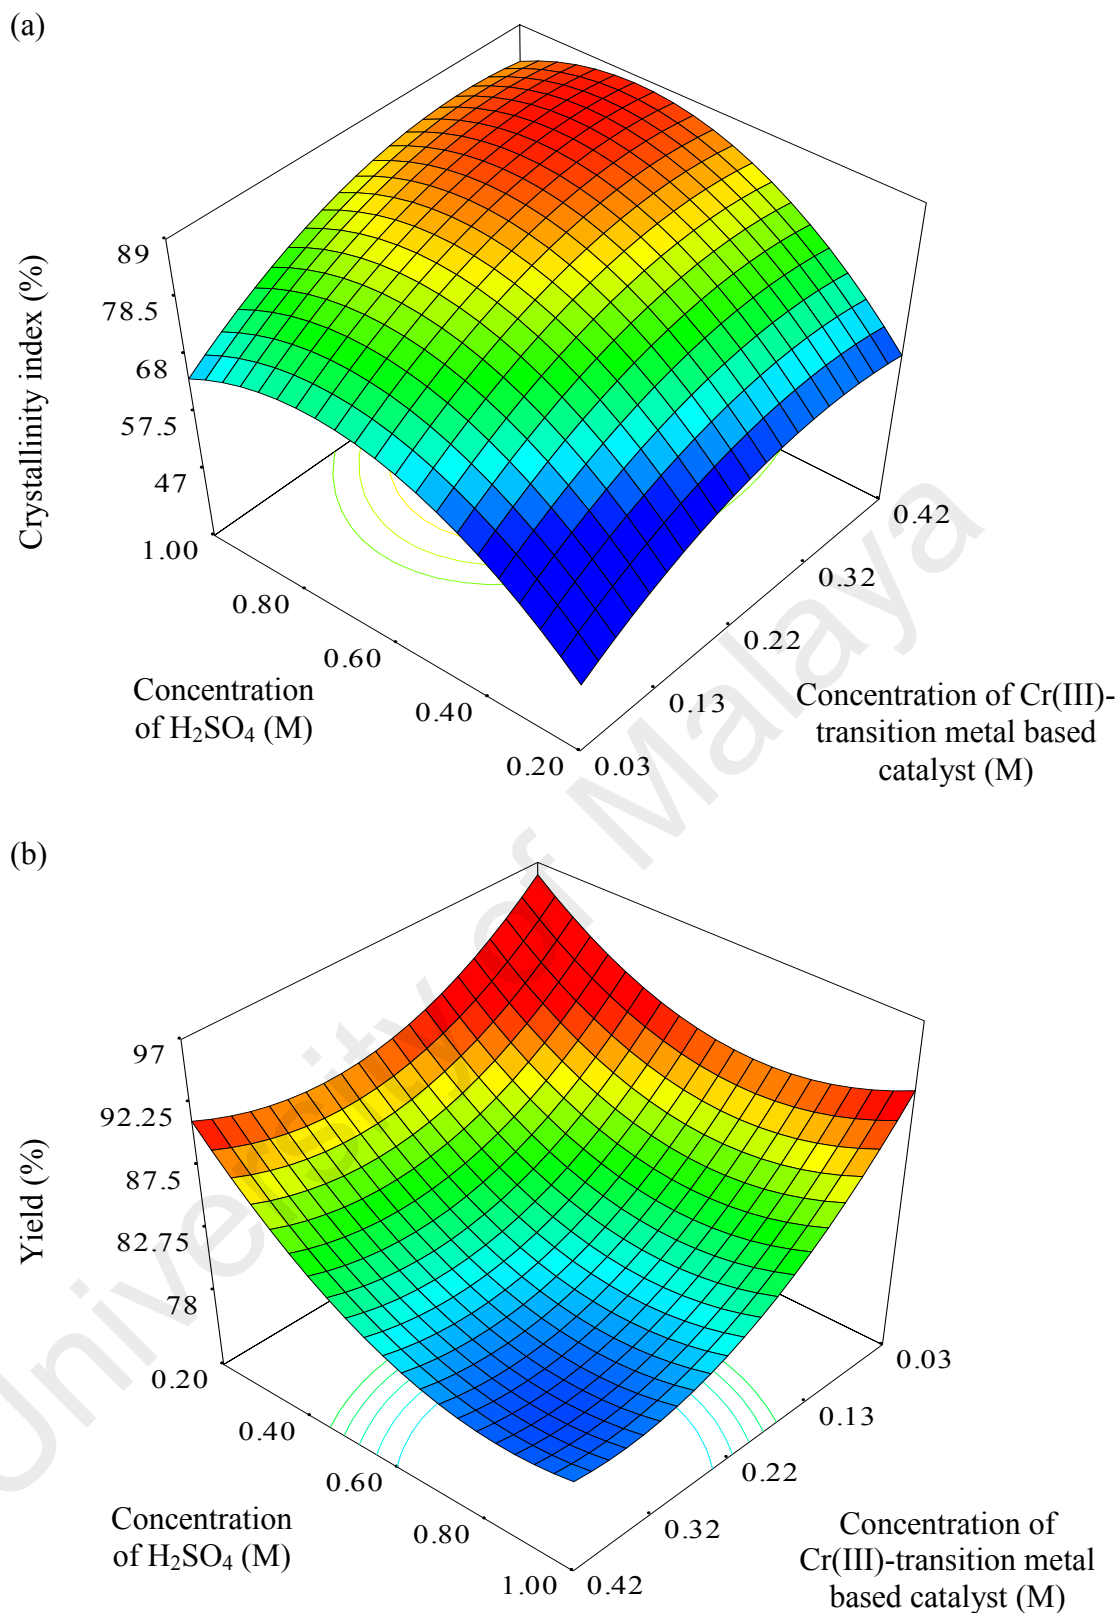 (a)
89
78.5
68
57.5
47
Crystallinity index (%)
1.00
0.80
0.60
0.40
0.20
Concentration
of H₂SO₄ (M)
0.03
0.13
0.22
0.32
0.42
Concentration of Cr(III)-
transition metal based
catalyst (M)
(b)
97
92.25
87.5
82.75
78
Yield (%)
0.20
0.40
0.60
0.80
1.00
Concentration
of H₂SO₄ (M)
0.42
0.32
0.22
0.13
0.03
Concentration of
Cr(III)-transition metal
based catalyst (M)
University of Malaya